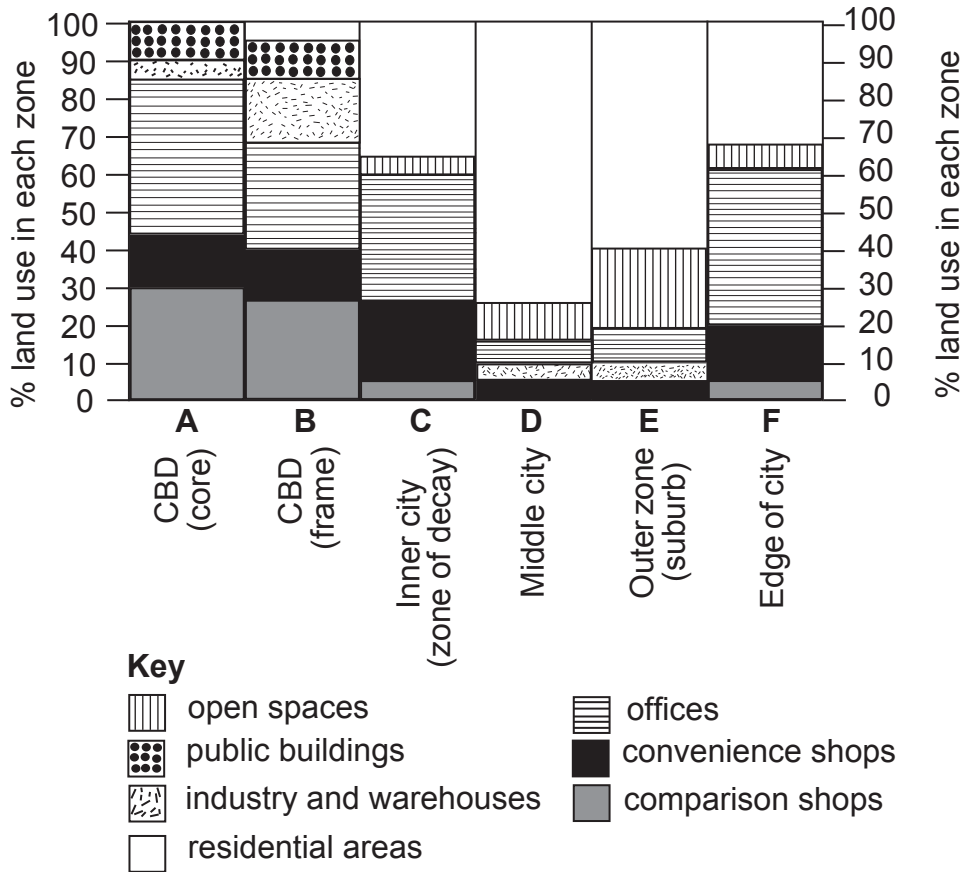 % land use in each zone
100
90
80
70
60
50
40
30
20
10
0
100
90
80
70
60
50
40
30
20
10
0
% land use in each zone
A
B
C
D
E
F
CBD
(core)
CBD
(frame)
Inner city
(zone of decay)
Middle city
Outer zone
(suburb)
Edge of city
Key
open spaces
public buildings
industry and warehouses
residential areas
offices
convenience shops
comparison shops